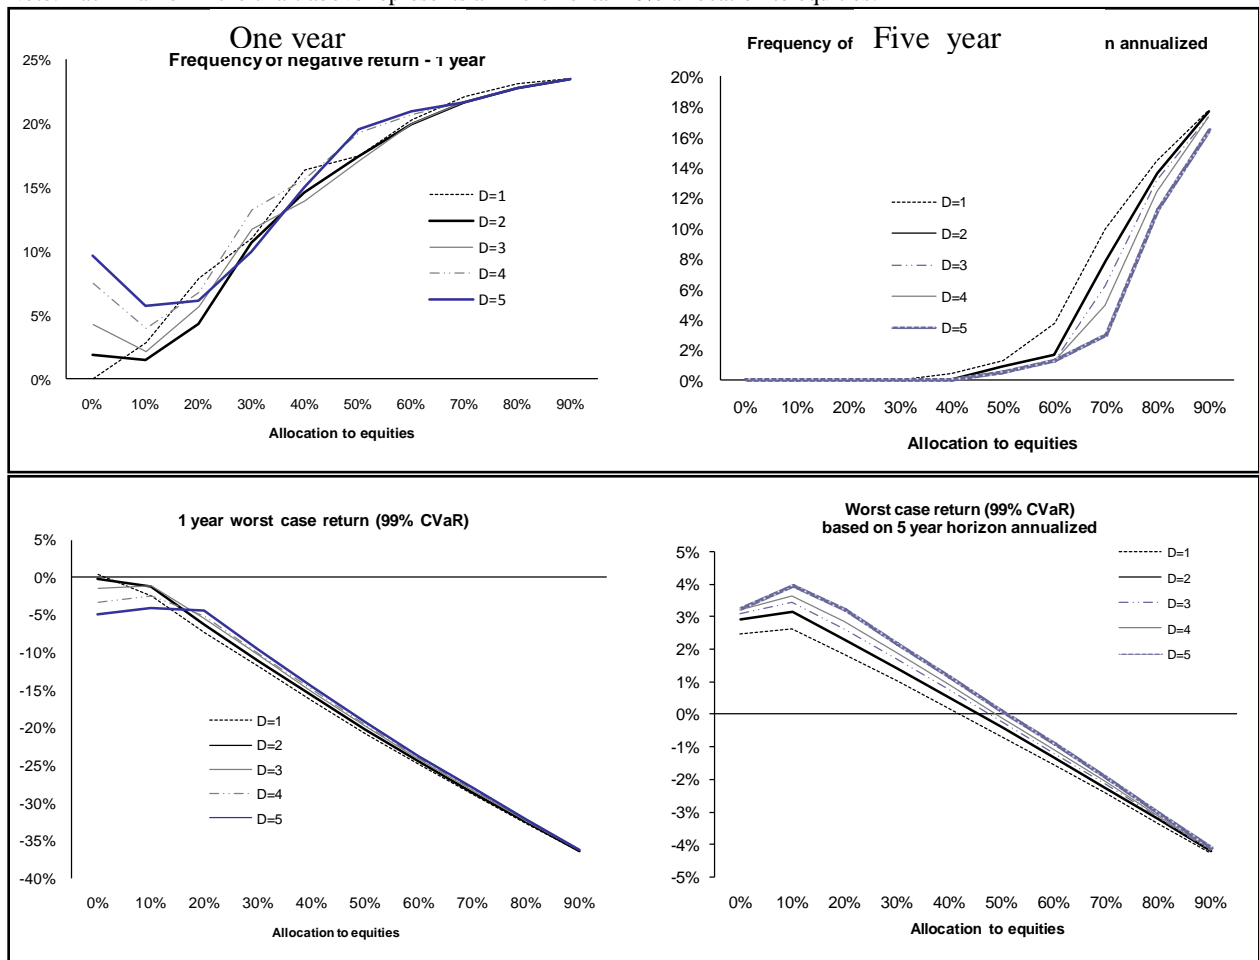 One year
Frequency of negative return - 1 year
25%
20%
15%
10%
5%
0%
D=1
D=2
D=3
D=4
D=5
0% 10% 20% 30% 40% 50% 60% 70% 80% 90%
Allocation to equities
Frequency of Five year n annualized
20%
18%
16%
14%
12%
10%
8%
6%
4%
2%
0%
D=1
D=2
D=3
D=4
D=5
0% 10% 20% 30% 40% 50% 60% 70% 80% 90%
Allocation to equities
1 year worst case return (99% CVaR)
5%
0%
-5%
-10%
-15%
-20%
-25%
-30%
-35%
-40%
D=1
D=2
D=3
D=4
D=5
0% 10% 20% 30% 40% 50% 60% 70% 80% 90%
Allocation to equities
Worst case return (99% CVaR)
based on 5 year horizon annualized
5%
4%
3%
2%
1%
0%
-1%
-2%
-3%
-4%
-5%
D=1
D=2
D=3
D=4
D=5
0% 10% 20% 30% 40% 50% 60% 70% 80% 90%
Allocation to equities